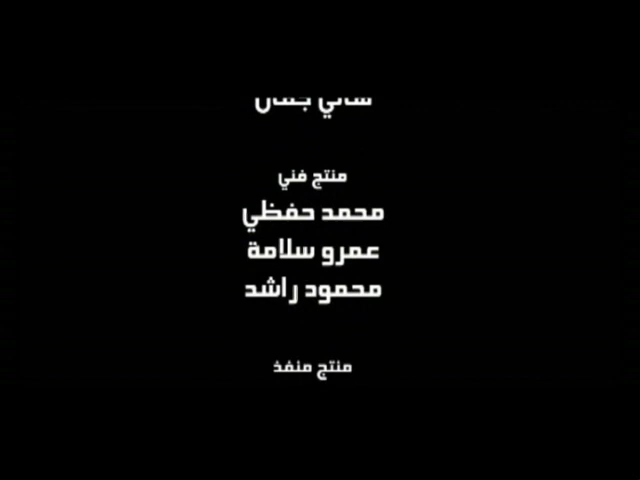 منتج فني
محمد حفظي
عمرو سلامة
محمود راشد
منتج منفذ